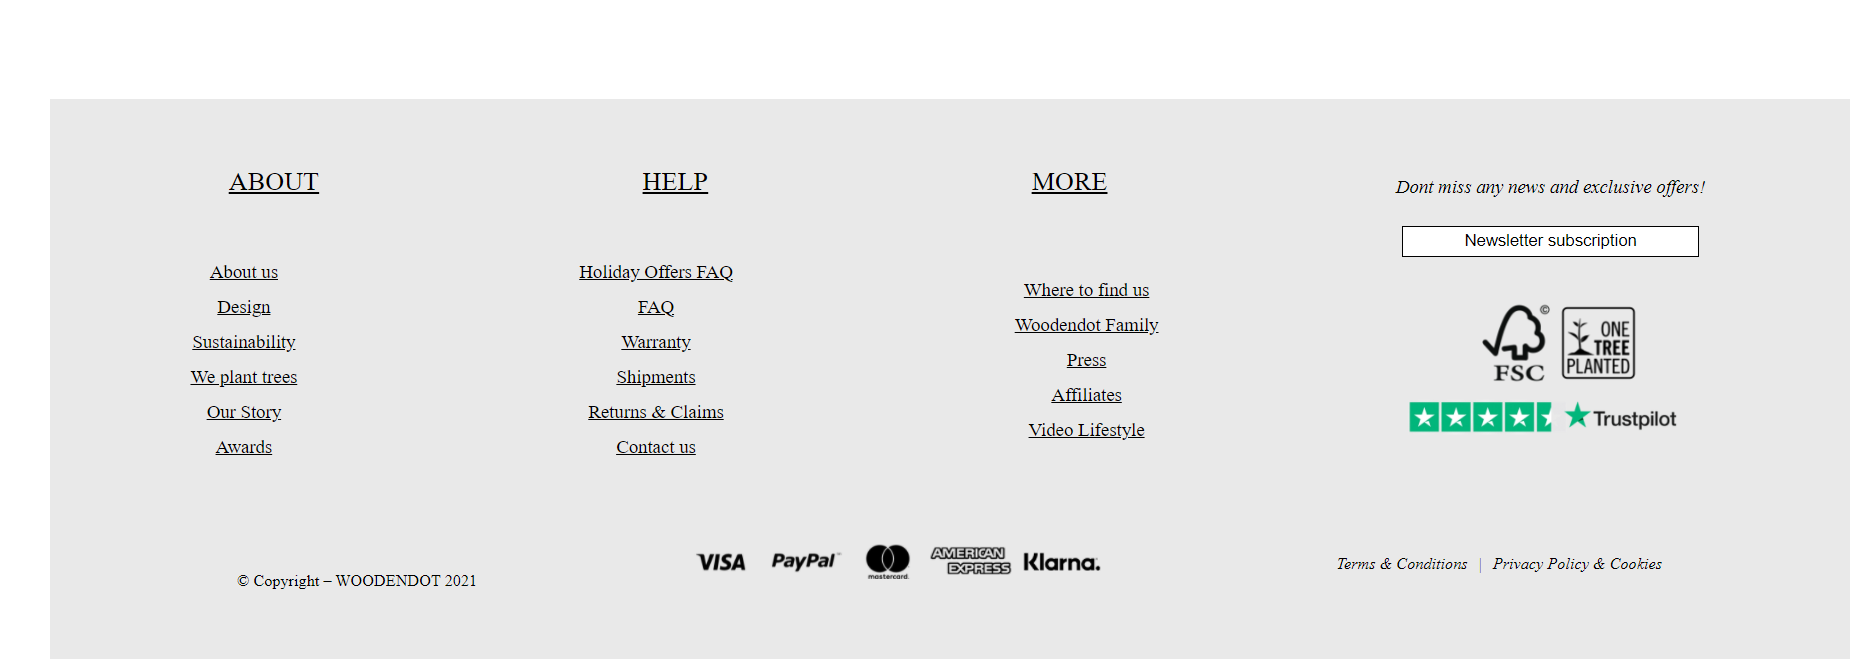 ABOUT
About us
Design
Sustainability
We plant trees
Our Story
Awards
HELP
Holiday Offers FAQ
FAQ
Warranty
Shipments
Returns & Claims
Contact us
MORE
Where to find us
Woodendot Family
Press
Affiliates
Video Lifestyle
Dont miss any news and exclusive offers!
Newsletter subscription
©
FSC
ONE
TREE
PLANTED
Trustpilot
© Copyright – WOODENDOT 2021
VISA
PayPal
mastercard.
AMERICAN
EXPRESS
Klarna.
Terms & Conditions | Privacy Policy & Cookies